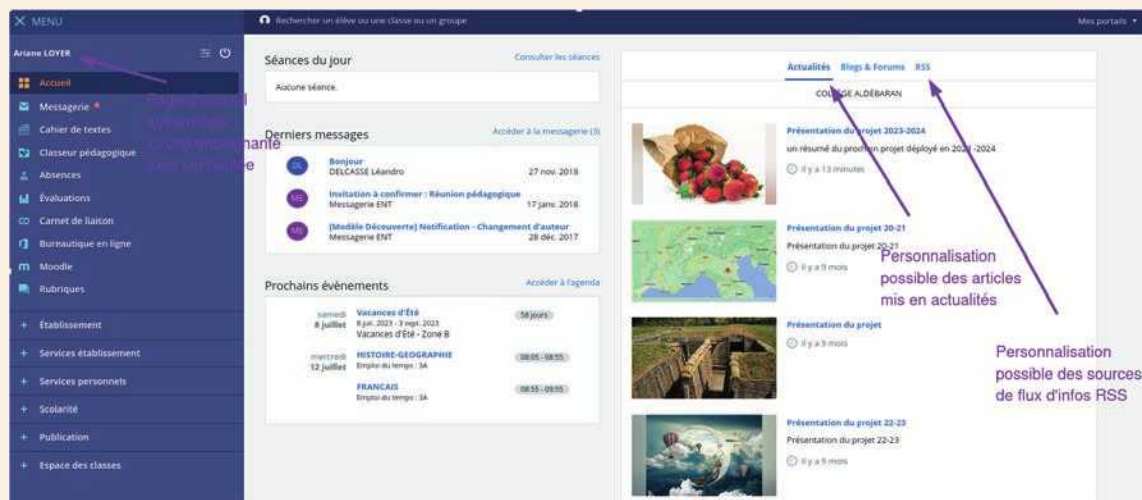 MENU
Rechercher un élève ou une classe ou un groupe
Mes portails
Ariane LOYER
Accueil
Messagerie
Cahier de textes
Classeur pédagogique
Absences
Évaluations
Carnet de liaison
Bureautique en ligne
Moodle
Rubriques
+ Établissement
+ Services établissement
+ Services personnels
+ Scolarité
+ Publication
+ Espace des classes
Séances du jour
Consulter les séances
Aucune séance.
Derniers messages
Accéder à la messagerie (3)
DL
Bonjour
DELCASSE Léandro
27 nov. 2018
ME
Invitation à confirmer : Réunion pédagogique
Messagerie ENT
17 janv. 2018
ME
[Modèle Découverte] Notification - Changement d'auteur
Messagerie ENT
28 déc. 2017
Prochains évènements
Accéder à l'agenda
samedi
8 juillet
Vacances d'Été
8 juil. 2023 - 3 sept. 2023
Vacances d'Été - Zone B
58 jours
mercredi
12 juillet
HISTOIRE-GEOGRAPHIE
Emploi du temps : 3A
08:05 - 08:55
FRANCAIS
Emploi du temps : 3A
08:55 - 09:55
Actualités Blogs & Forums RSS
COLLÈGE ALDÉBARAN
Présentation du projet 2023-2024
un résumé du prochain projet déployé en 2023 -2024
Il y a 13 minutes
Présentation du projet 20-21
Présentation du projet 20-21
Il y a 9 mois
Présentation du projet
Il y a 9 mois
Présentation du projet 22-23
Présentation du projet 22-23
Il y a 9 mois
Personnalisation
possible des articles
mis en actualités
Personnalisation
possible des sources
de flux d'infos RSS